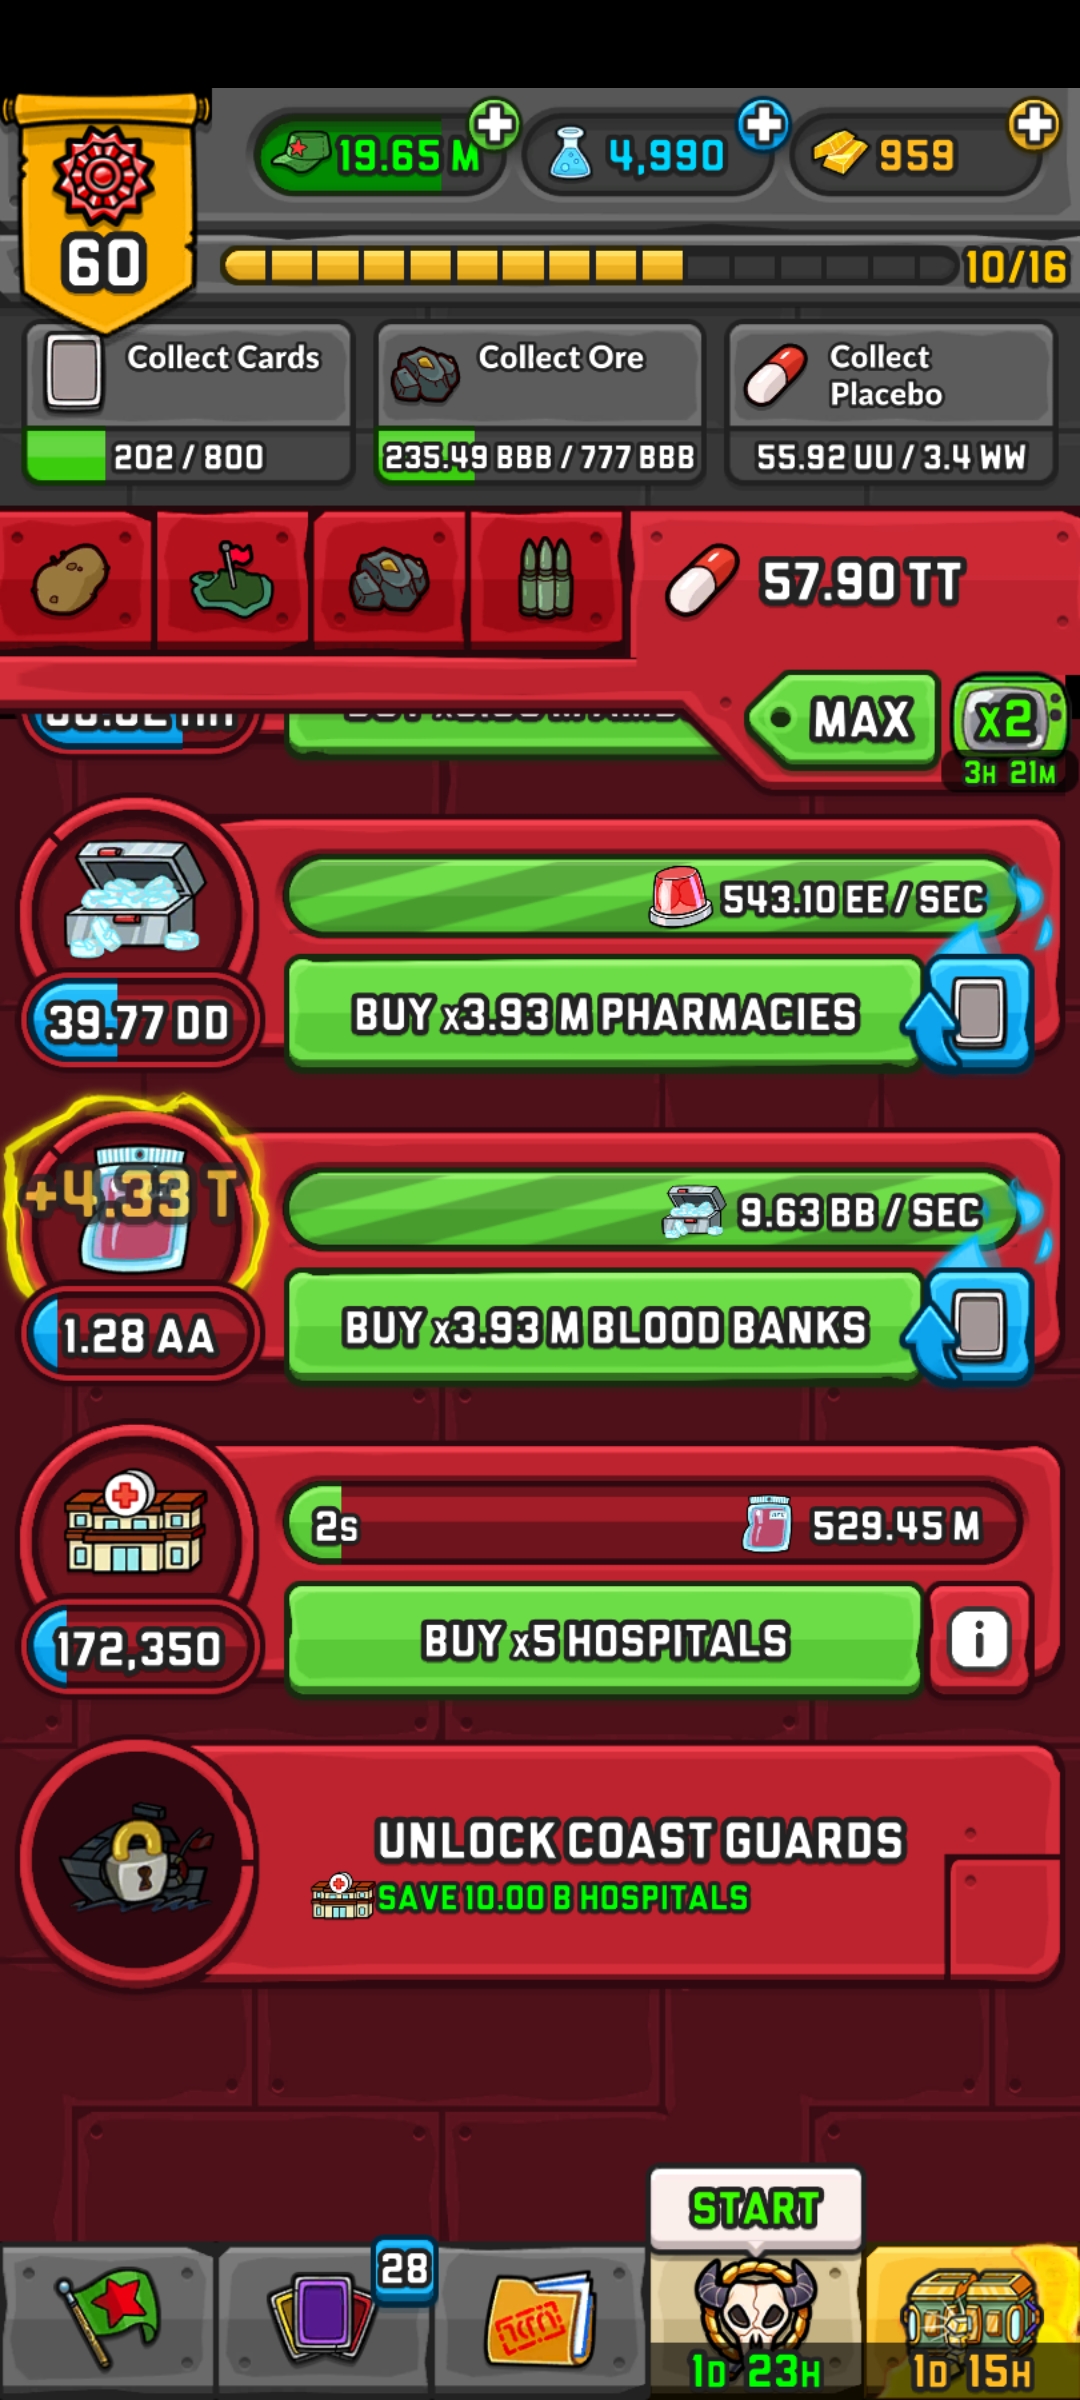 60
19.65 M
4,990
959
10/16
Collect Cards
202 / 800
Collect Ore
235.49 BBB / 777 BBB
Collect
Placebo
55.92 UU / 3.4 WW
57.90 TT
MAX
x2
3H 21M
543.10 EE / SEC
39.77 DD
BUY x3.93 M PHARMACIES
+4.33 T
9.63 BB / SEC
1.28 AA
BUY x3.93 M BLOOD BANKS
2s
529.45 M
172,350
BUY x5 HOSPITALS
i
UNLOCK COAST GUARDS
SAVE 10.00 B HOSPITALS
START
28
1D 23H
1D 15H